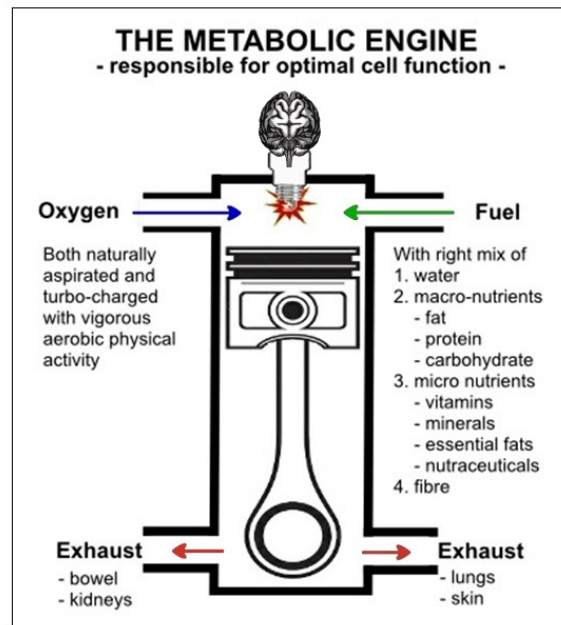 THE METABOLIC ENGINE
- responsible for optimal cell function -
Oxygen
Both naturally
aspirated and
turbo-charged
with vigorous
aerobic physical
activity
Fuel
With right mix of
1. water
2. macro-nutrients
- fat
- protein
- carbohydrate
3. micro nutrients
- vitamins
- minerals
- essential fats
- nutraceuticals
4. fibre
Exhaust
- bowel
- kidneys
Exhaust
- lungs
- skin